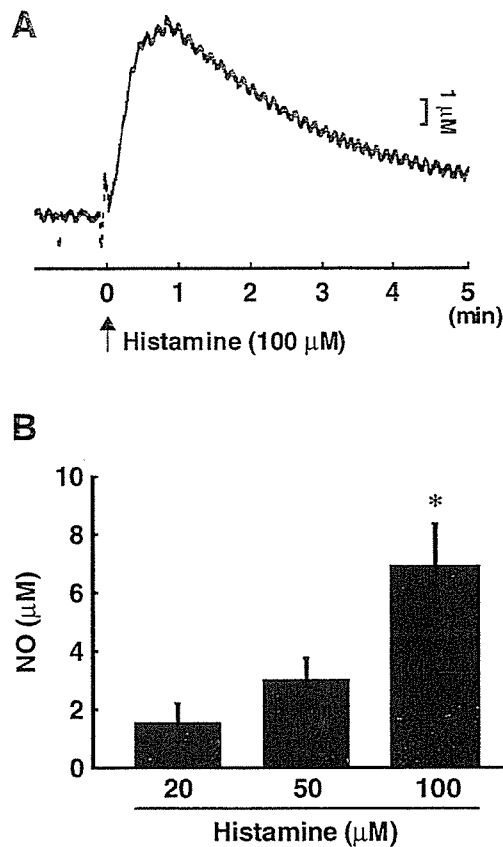 A
1 μM
0 1 2 3 4 5
(min)
Histamine (100 μM)
B
NO (μM)
10
8
6
4
2
0
*
20 50 100
Histamine (μM)